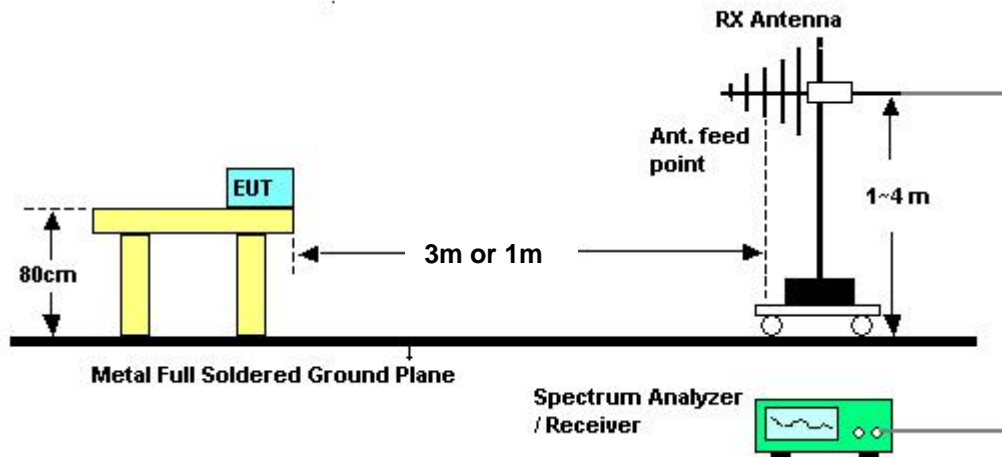 RX Antenna
Ant. feed
point
EUT
1~4 m
3m or 1m
80cm
Metal Full Soldered Ground Plane
Spectrum Analyzer
/ Receiver